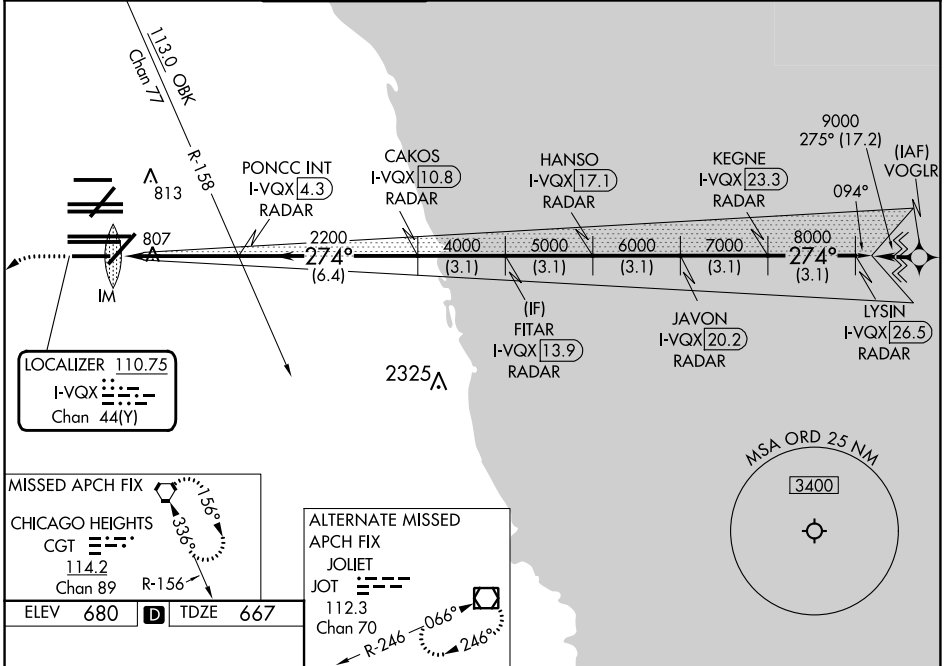 113.0 OBK
Chan 77
R-158
813
807
IM
PONCC INT
I-VQX 4.3
RADAR
CAKOS
I-VQX 10.8
RADAR
HANSO
I-VQX 17.1
RADAR
KEGNE
I-VQX 23.3
RADAR
9000
275° (17.2)
(IAF)
VOGLR
094°
2200
274°
(6.4)
4000
(3.1)
5000
(3.1)
6000
(3.1)
7000
(3.1)
8000
274°
(3.1)
(IF)
FITAR
I-VQX 13.9
RADAR
JAVON
I-VQX 20.2
RADAR
LYSIN
I-VQX 26.5
RADAR
LOCALIZER 110.75
I-VQX
Chan 44(Y)
2325
MSA ORD 25 NM
3400
MISSED APCH FIX
CHICAGO HEIGHTS
CGT
114.2
Chan 89
R-156
156°
336°
ALTERNATE MISSED
APCH FIX
JOLIET
JOT
112.3
Chan 70
R-246
066°
246°
ELEV 680 D TDZE 667